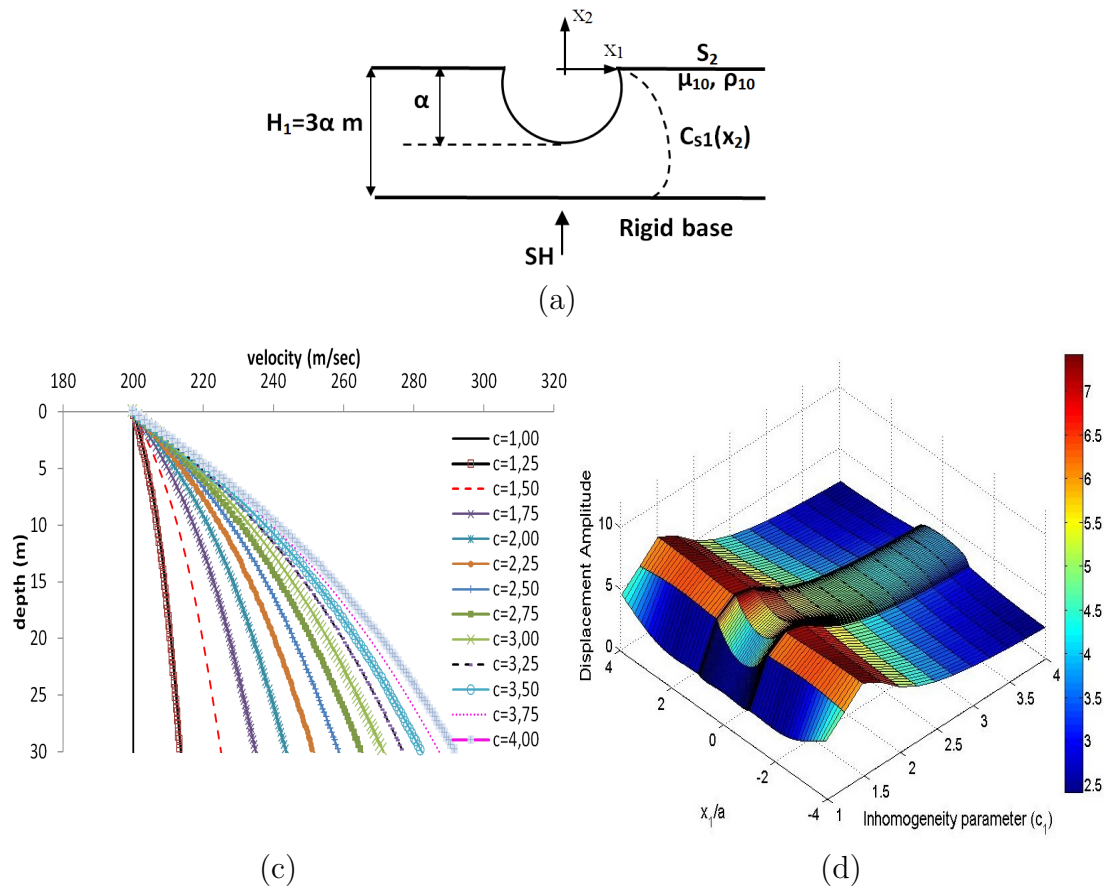 X₂
X₁
S₂
μ₁₀, ρ₁₀
α
H₁=3α m
Cₛ₁(x₂)
Rigid base
SH
(a)
velocity (m/sec)
180 200 220 240 260 280 300 320
depth (m)
0
5
10
15
20
25
30
c=1,00
c=1,25
c=1,50
c=1,75
c=2,00
c=2,25
c=2,50
c=2,75
c=3,00
c=3,25
c=3,50
c=3,75
c=4,00
(c)
Displacement Amplitude
10
5
0
4
2
0
-2
-4
x₁/a
1
1.5
2
2.5
3
3.5
4
Inhomogeneity parameter (c₁)
7
6.5
6
5.5
5
4.5
4
3.5
3
2.5
(d)